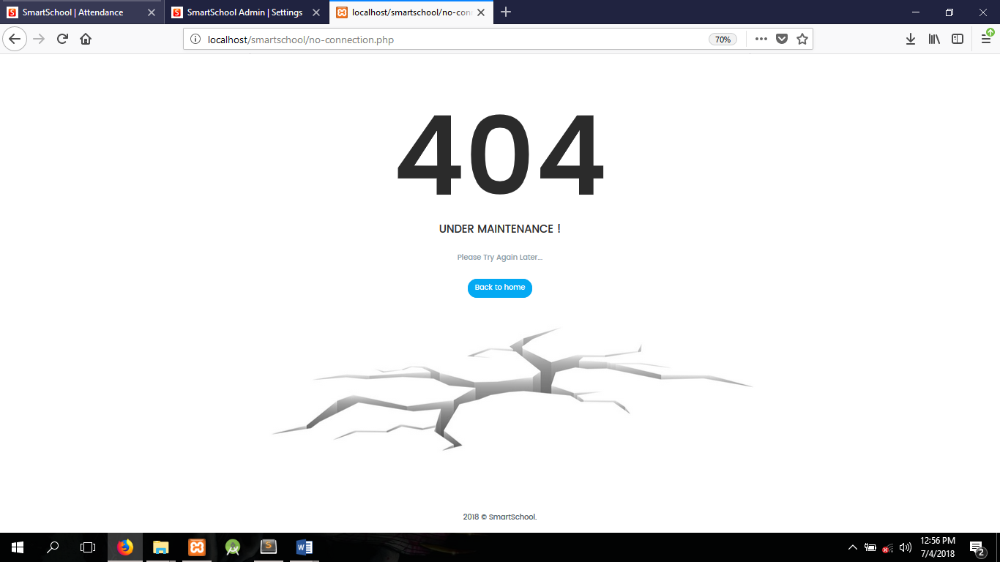 SmartSchool | Attendance
SmartSchool Admin | Settings
localhost/smartschool/no-con
localhost/smartschool/no-connection.php
70%
404
UNDER MAINTENANCE !
Please Try Again Later...
Back to home
2018 © SmartSchool.
12:56 PM
7/4/2018
2